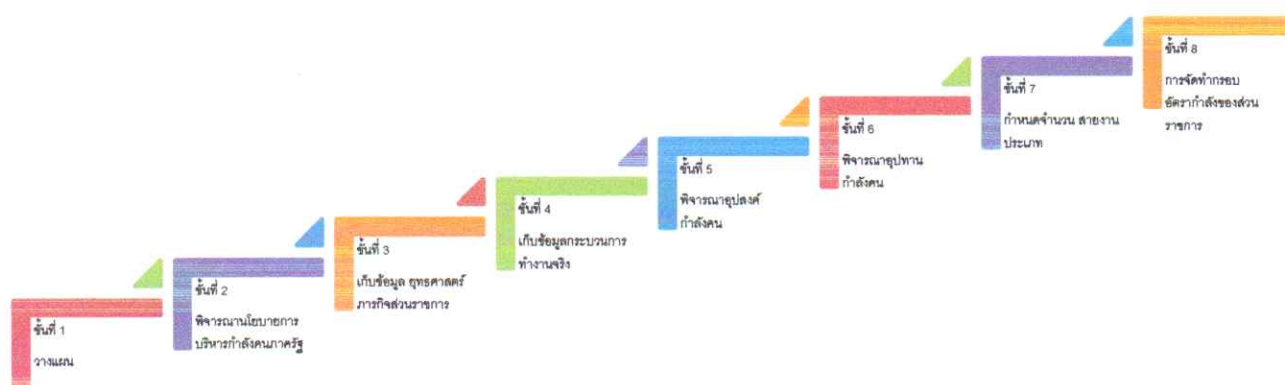 ขั้นที่ 1
วางแผน
ขั้นที่ 2
พิจารณานโยบายการ
บริหารกำลังคนภาครัฐ
ขั้นที่ 3
เก็บข้อมูล ยุทธศาสตร์
ภารกิจส่วนราชการ
ขั้นที่ 4
เก็บข้อมูลกระบวนการ
ทำงานจริง
ขั้นที่ 5
พิจารณาอุปสงค์
กำลังคน
ขั้นที่ 6
พิจารณาอุปทาน
กำลังคน
ขั้นที่ 7
กำหนดจำนวน สายงาน
ประเภท
ขั้นที่ 8
การจัดทำกรอบ
อัตรากำลังของส่วน
ราชการ